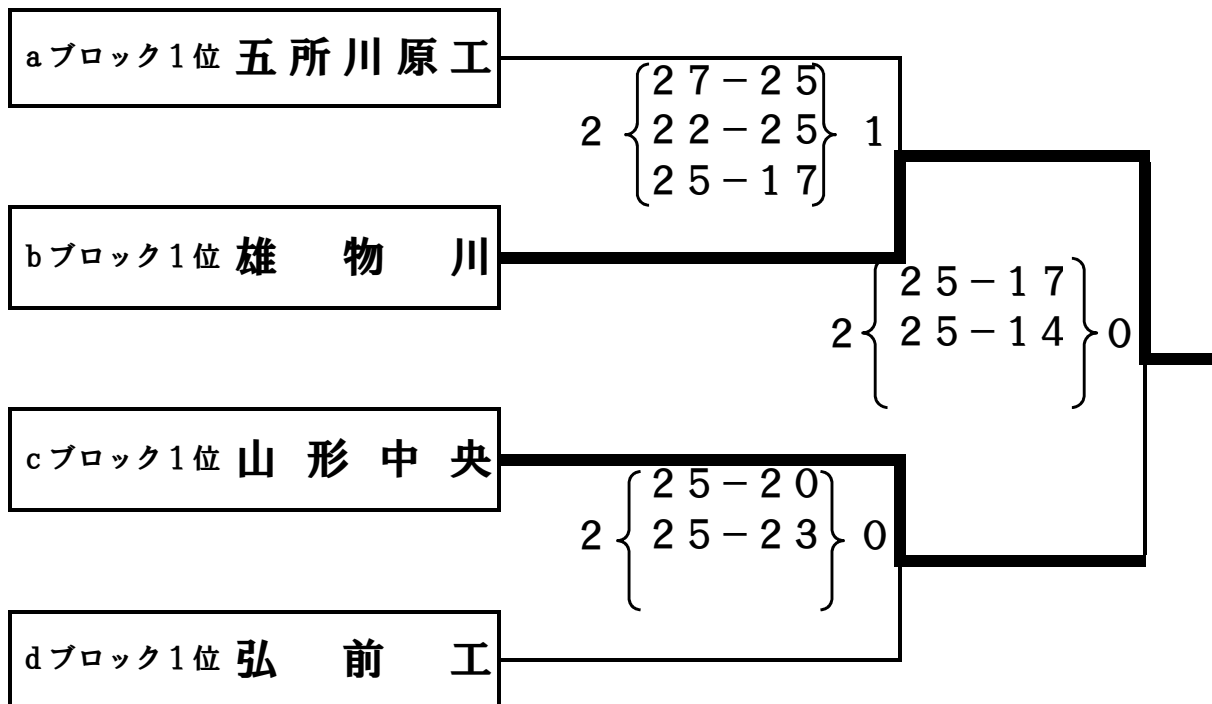 aブロック1位 五所川原工
2７－２５
2 ２２－２５ 1
２５－１７
bブロック1位 雄物川
２５－１７
2 ２５－１４ 0
cブロック1位 山形中央
２５－２０
2 ２５－２３ 0
dブロック1位 弘前工